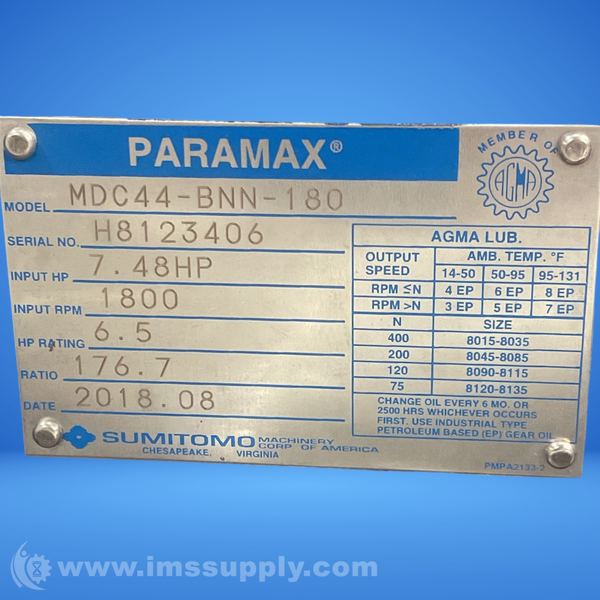 PARAMAX®
MEMBER OF
AGMA
MODEL MDC44-BNN-180
SERIAL NO. H8123406
INPUT HP 7.48HP
INPUT RPM 1800
HP RATING 6.5
RATIO 176.7
DATE 2018.08
AGMA LUB.
OUTPUT SPEED AMB. TEMP. °F
14-50 50-95 95-131
RPM ≤N 4 EP 6 EP 8 EP
RPM >N 3 EP 5 EP 7 EP
N SIZE
400 8015-8035
200 8045-8085
120 8090-8115
75 8120-8135
CHANGE OIL EVERY 6 MO. OR
2500 HRS WHICHEVER OCCURS
FIRST. USE INDUSTRIAL TYPE
PETROLEUM BASED (EP) GEAR OIL
SUMITOMO MACHINERY
CORP. OF AMERICA
CHESAPEAKE, VIRGINIA
PMPA2133-2
www.imssupply.com